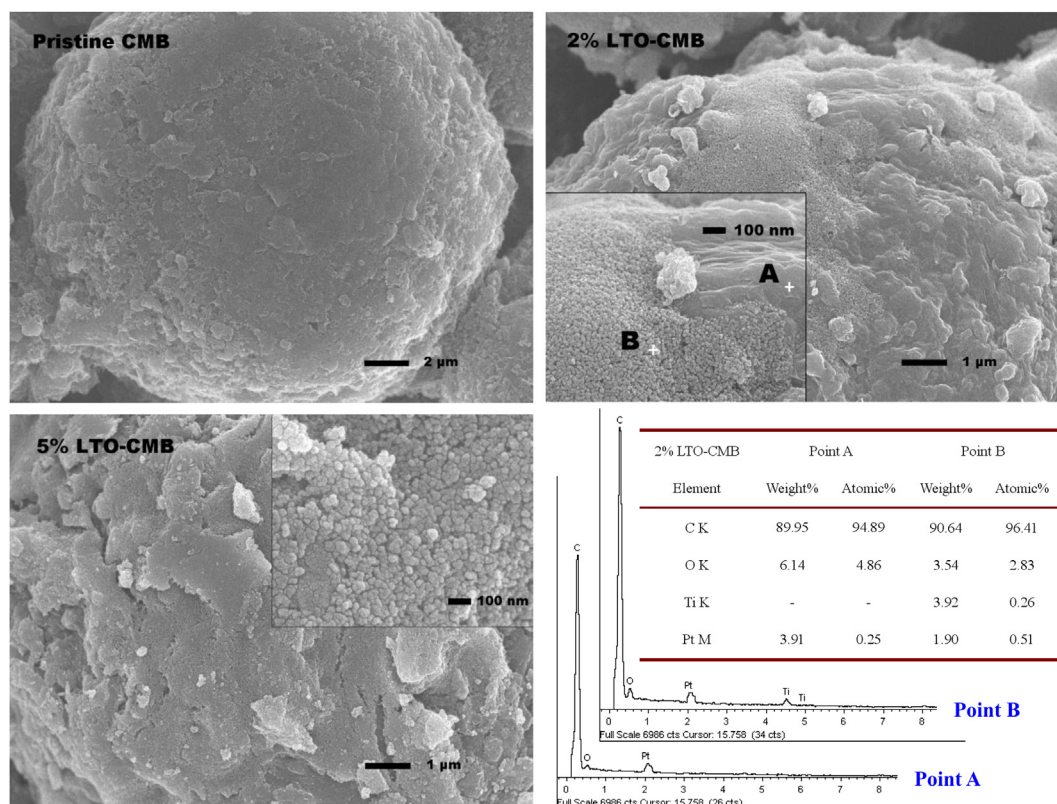 Pristine CMB
2 µm
2% LTO-CMB
100 nm
A
B
1 µm
5% LTO-CMB
100 nm
1 µm
2% LTO-CMB Point A Point B
Element Weight% Atomic% Weight% Atomic%
C K 89.95 94.89 90.64 96.41
O K 6.14 4.86 3.54 2.83
Ti K - - 3.92 0.26
Pt M 3.91 0.25 1.90 0.51
C
O
Pt
Ti
Ti
0 1 2 3 4 5 6 7 8
Full Scale 6986 cts Cursor: 15.758 (34 cts)
Point B
C
O
Pt
0 1 2 3 4 5 6 7 8
Full Scale 6986 cts Cursor: 15.758 (26 cts)
Point A